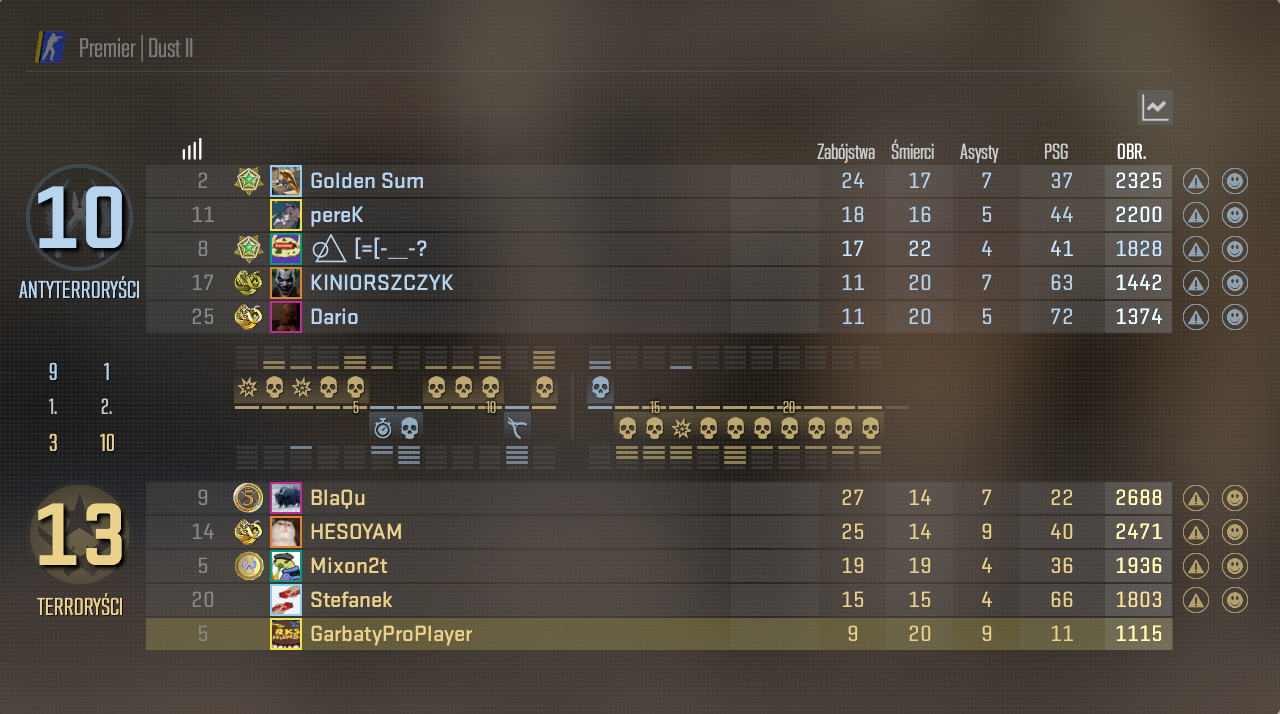 Premier | Dust II
Zabójstwa Śmierci Asysty PSG OBR.
10
ANTYTERRORYŚCI
2 Golden Sum 24 17 7 37 2325
11 pereK 18 16 5 44 2200
8 [=[-__-? 17 22 4 41 1828
17 KINIORSZCZYK 11 20 7 63 1442
25 Dario 11 20 5 72 1374
9 1
1. 2.
3 10
5 10 15 20
13
TERRORYŚCI
9 5 BlaQu 27 14 7 22 2688
14 HESOYAM 25 14 9 40 2471
5 Mixon2t 19 19 4 36 1936
20 Stefanek 15 15 4 66 1803
5 GarbatyProPlayer 9 20 9 11 1115